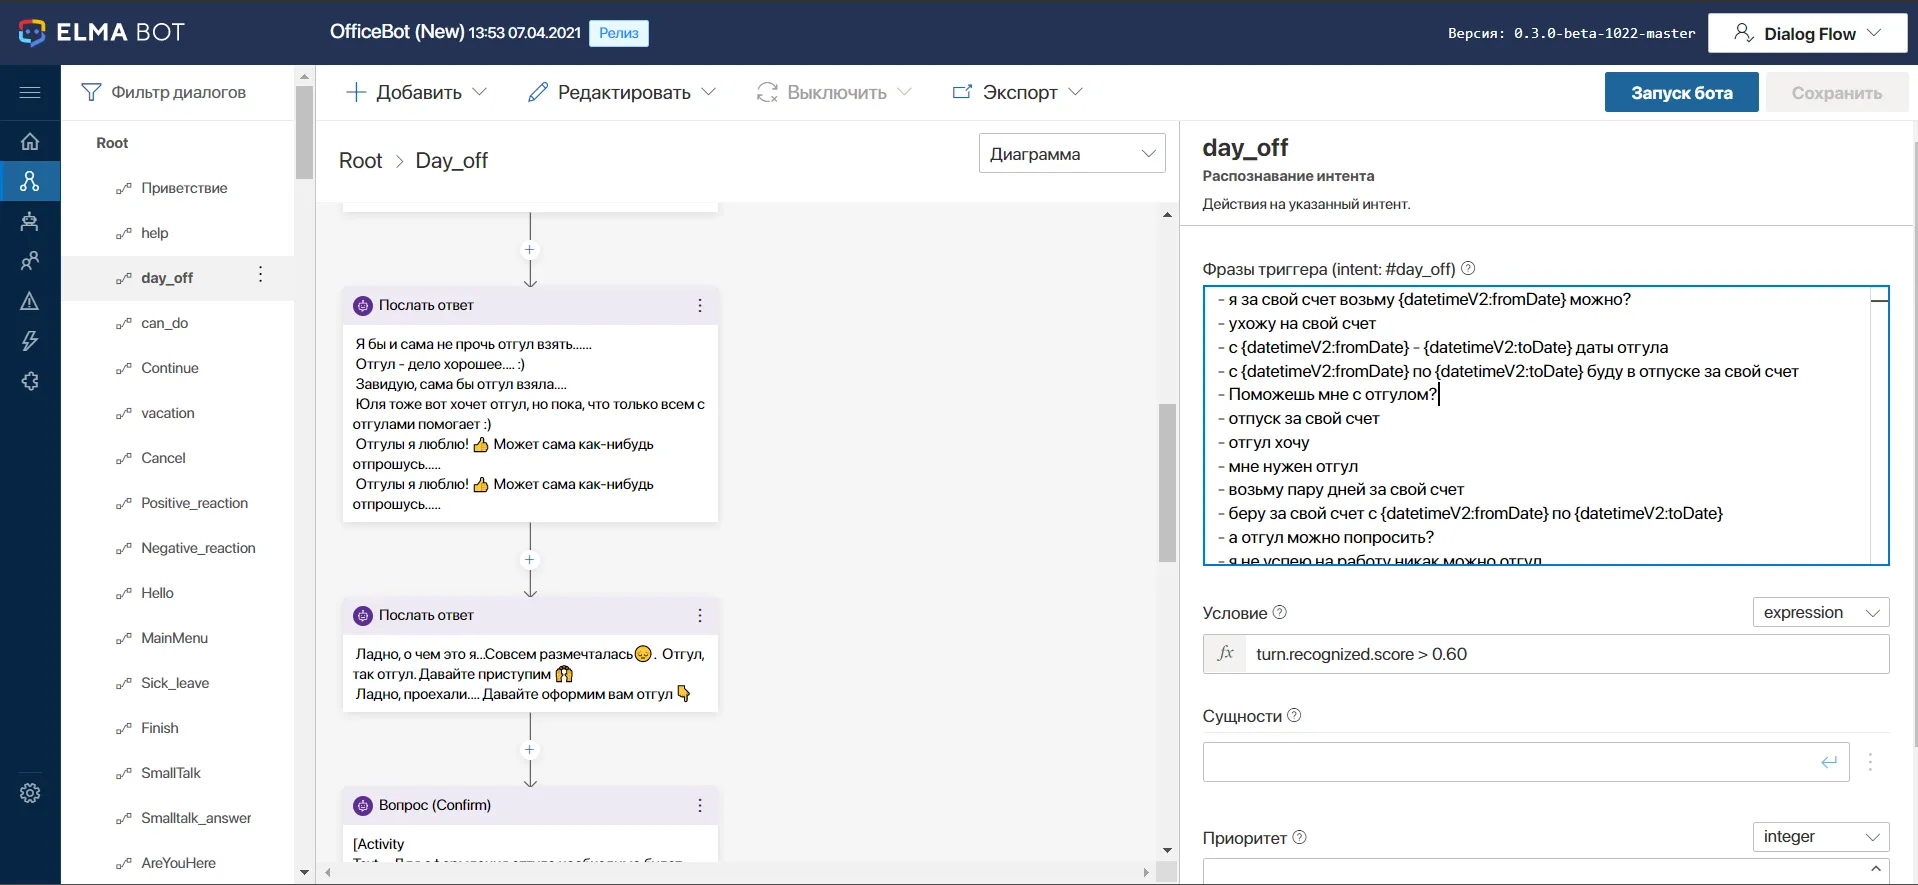 ELMA BOT
OfficeBot (New) 13:53 07.04.2021 Релиз
Версия: 0.3.0-beta-1022-master
Dialog Flow
Фильтр диалогов
Добавить
Редактировать
Выключить
Экспорт
Запуск бота
Сохранить
Root
Приветствие
help
day_off
can_do
Continue
vacation
Cancel
Positive_reaction
Negative_reaction
Hello
MainMenu
Sick_leave
Finish
SmallTalk
Smalltalk_answer
AreYouHere
Root > Day_off
Диаграмма
Послать ответ
Я бы и сама не прочь отгул взять......
Отгул - дело хорошее.... :)
Завидую, сама бы отгул взяла....
Юля тоже вот хочет отгул, но пока, что только всем с
отгулами помогает :)
Отгулы я люблю! 👍 Может сама как-нибудь
отпрошусь.....
Отгулы я люблю! 👍 Может сама как-нибудь
отпрошусь.....
Послать ответ
Ладно, о чем это я...Совсем размечталась😞. Отгул,
так отгул. Давайте приступим 🙌
Ладно, проехали.... Давайте оформим вам отгул 👇
Вопрос (Confirm)
[Activity
day_off
Распознавание интента
Действия на указанный интент.
Фразы триггера (intent: #day_off)
- я за свой счет возьму {datetimeV2:fromDate} можно?
- ухожу на свой счет
- с {datetimeV2:fromDate} - {datetimeV2:toDate} даты отгула
- с {datetimeV2:fromDate} по {datetimeV2:toDate} буду в отпуске за свой счет
- Поможешь мне с отгулом?
- отпуск за свой счет
- отгул хочу
- мне нужен отгул
- возьму пару дней за свой счет
- беру за свой счет с {datetimeV2:fromDate} по {datetimeV2:toDate}
- а отгул можно попросить?
- я не успею на работу никак можно отгул
Условие
expression
fx turn.recognized.score > 0.60
Сущности
Приоритет
integer